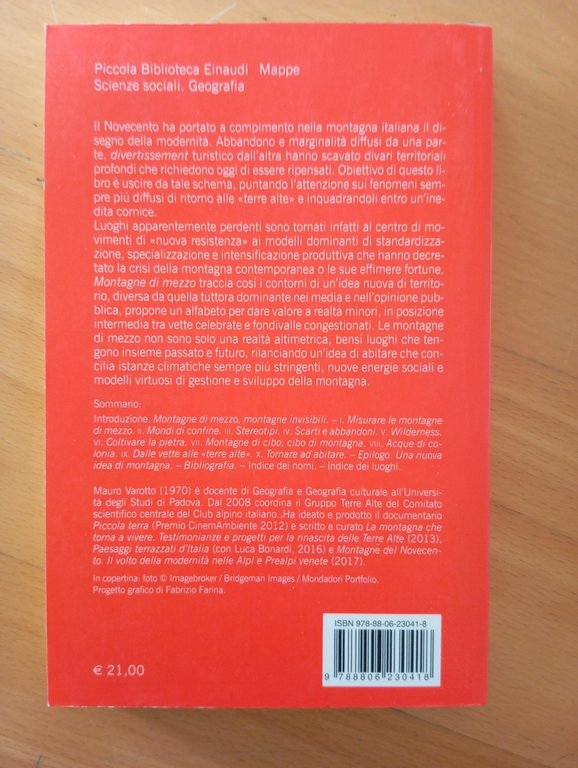 Piccola Biblioteca Einaudi Mappe
Scienze sociali. Geografia
Il Novecento ha portato a compimento nella montagna italiana il di-
segno della modernità. Abbandono e marginalità diffusi da una par-
te, divertissement turistico dall'altra hanno scavato divari territoriali
profondi che richiedono oggi di essere ripensati. Obiettivo di questo li-
bro è uscire da tale schema, puntando l'attenzione sui fenomeni sem-
pre più diffusi di ritorno alle «terre alte» e inquadrandoli entro un'ine-
dita cornice.
Luoghi apparentemente perdenti sono tornati infatti al centro di mo-
vimenti di «nuova resistenza» ai modelli dominanti di standardizza-
zione, specializzazione e intensificazione produttiva che hanno decre-
tato la crisi della montagna contemporanea o le sue effimere fortune.
Montagne di mezzo traccia cosí i contorni di un'idea nuova di territo-
rio, diversa da quella tuttora dominante nei media e nell'opinione pub-
blica, propone un alfabeto per dare valore a realtà minori, in posizione
intermedia tra vette celebrate e fondivalle congestionati. Le montagne
di mezzo non sono solo una realtà altimetrica, bensí luoghi che ten-
gono insieme passato e futuro, rilanciando un'idea di abitare che con-
cilia istanze climatiche sempre più stringenti, nuove energie sociali e
modelli virtuosi di gestione e sviluppo della montagna.
Sommario:
Introduzione. Montagne di mezzo, montagne invisibili. – I. Misurare le montagne
di mezzo. II. Mondi di confine. III. Stereotipi. IV. Scarti e abbandoni. V. Wilderness.
VI. Coltivare la pietra. VII. Montagne di cibo, cibo di montagna. VIII. Acque di co-
lonia. IX. Dalle vette alle «terre alte». X. Tornare ad abitare. – Epilogo. Una nuova
idea di montagna. – Bibliografia. – Indice dei nomi. – Indice dei luoghi.
Mauro Varotto (1970) è docente di Geografia e Geografia culturale all'Universi-
tà degli Studi di Padova. Dal 2008 coordina il Gruppo Terre Alte del Comitato
scientifico centrale del Club alpino italiano. Ha ideato e prodotto il documentario
Piccola terra (Premio CinemAmbiente 2012) e scritto e curato La montagna che
torna a vivere. Testimonianze e progetti per la rinascita delle Terre Alte (2013),
Paesaggi terrazzati d'Italia (con Luca Bonardi, 2016) e Montagne del Novecen-
to. Il volto della modernità nelle Alpi e Prealpi venete (2017).
In copertina: foto © Imagebroker / Bridgeman Images / Mondadori Portfolio.
Progetto grafico di Fabrizio Farina.
ISBN 978-88-06-23041-8
€ 21,00
9 788806 230418